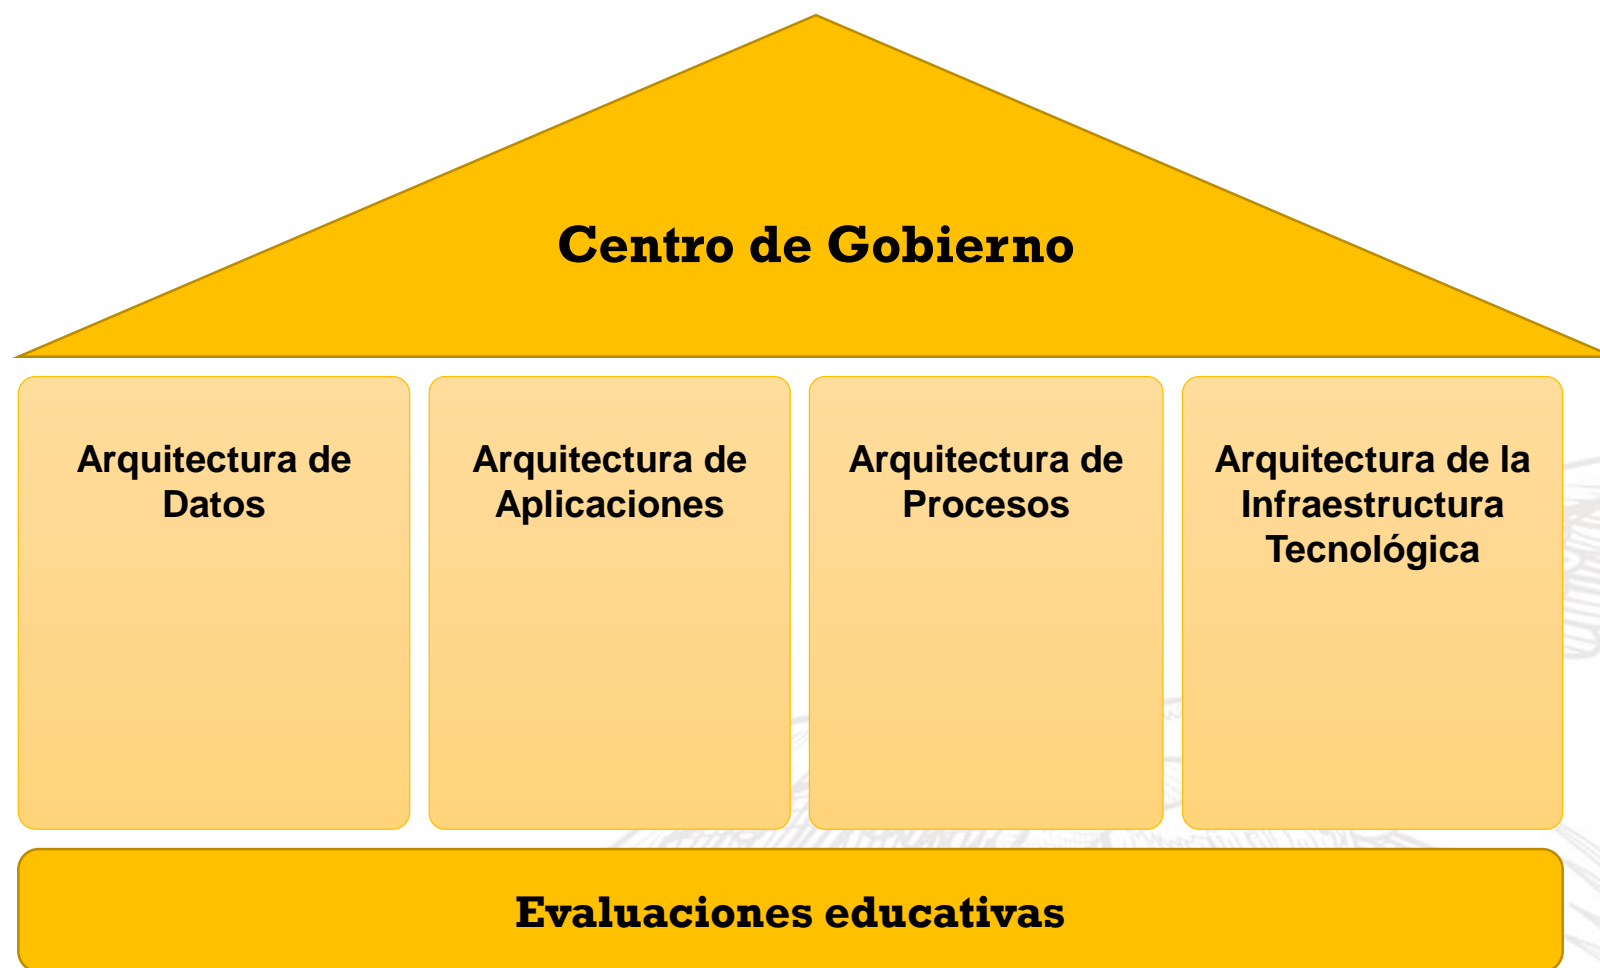 Centro de Gobierno
Arquitectura de
Datos
Arquitectura de
Aplicaciones
Arquitectura de
Procesos
Arquitectura de la
Infraestructura
Tecnológica
Evaluaciones educativas